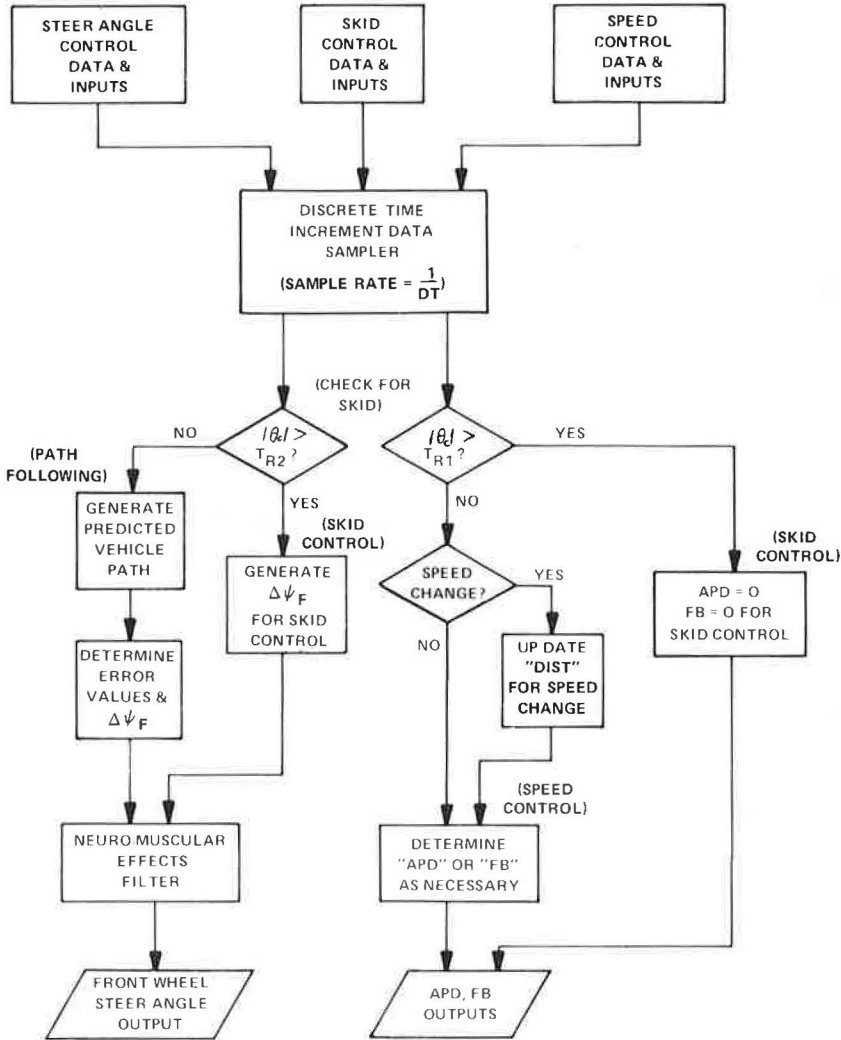 STEER ANGLE
CONTROL
DATA &
INPUTS
SKID
CONTROL
DATA &
INPUTS
SPEED
CONTROL
DATA &
INPUTS
DISCRETE TIME
INCREMENT DATA
SAMPLER
(SAMPLE RATE = 1/DT)
(CHECK FOR
SKID)
NO
|θd| >
TR2?
YES
|θd| >
TR1?
YES
NO
(PATH
FOLLOWING)
GENERATE
PREDICTED
VEHICLE
PATH
(SKID
CONTROL)
GENERATE
ΔψF
FOR SKID
CONTROL
SPEED
CHANGE?
YES
NO
(SKID
CONTROL)
APD = O
FB = O FOR
SKID CONTROL
DETERMINE
ERROR
VALUES &
ΔψF
UP DATE
"DIST"
FOR SPEED
CHANGE
(SPEED
CONTROL)
NEURO MUSCULAR
EFFECTS
FILTER
DETERMINE
"APD" OR "FB"
AS NECESSARY
FRONT WHEEL
STEER ANGLE
OUTPUT
APD, FB
OUTPUTS